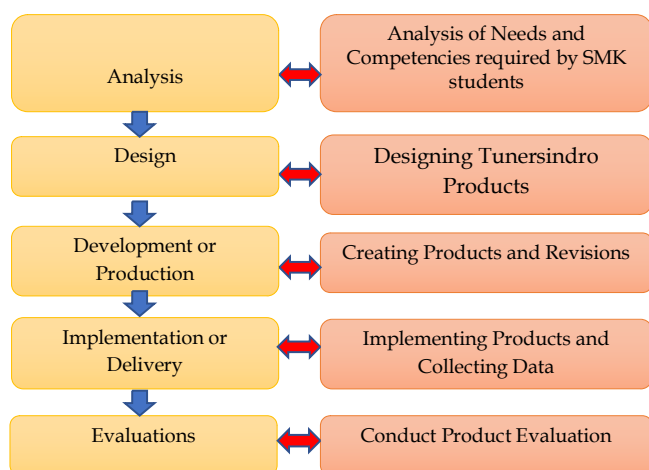 Analysis
Analysis of Needs and
Competencies required by SMK
students
Design
Designing Tunersindro
Products
Development or
Production
Creating Products and Revisions
Implementation or
Delivery
Implementing Products and
Collecting Data
Evaluations
Conduct Product Evaluation